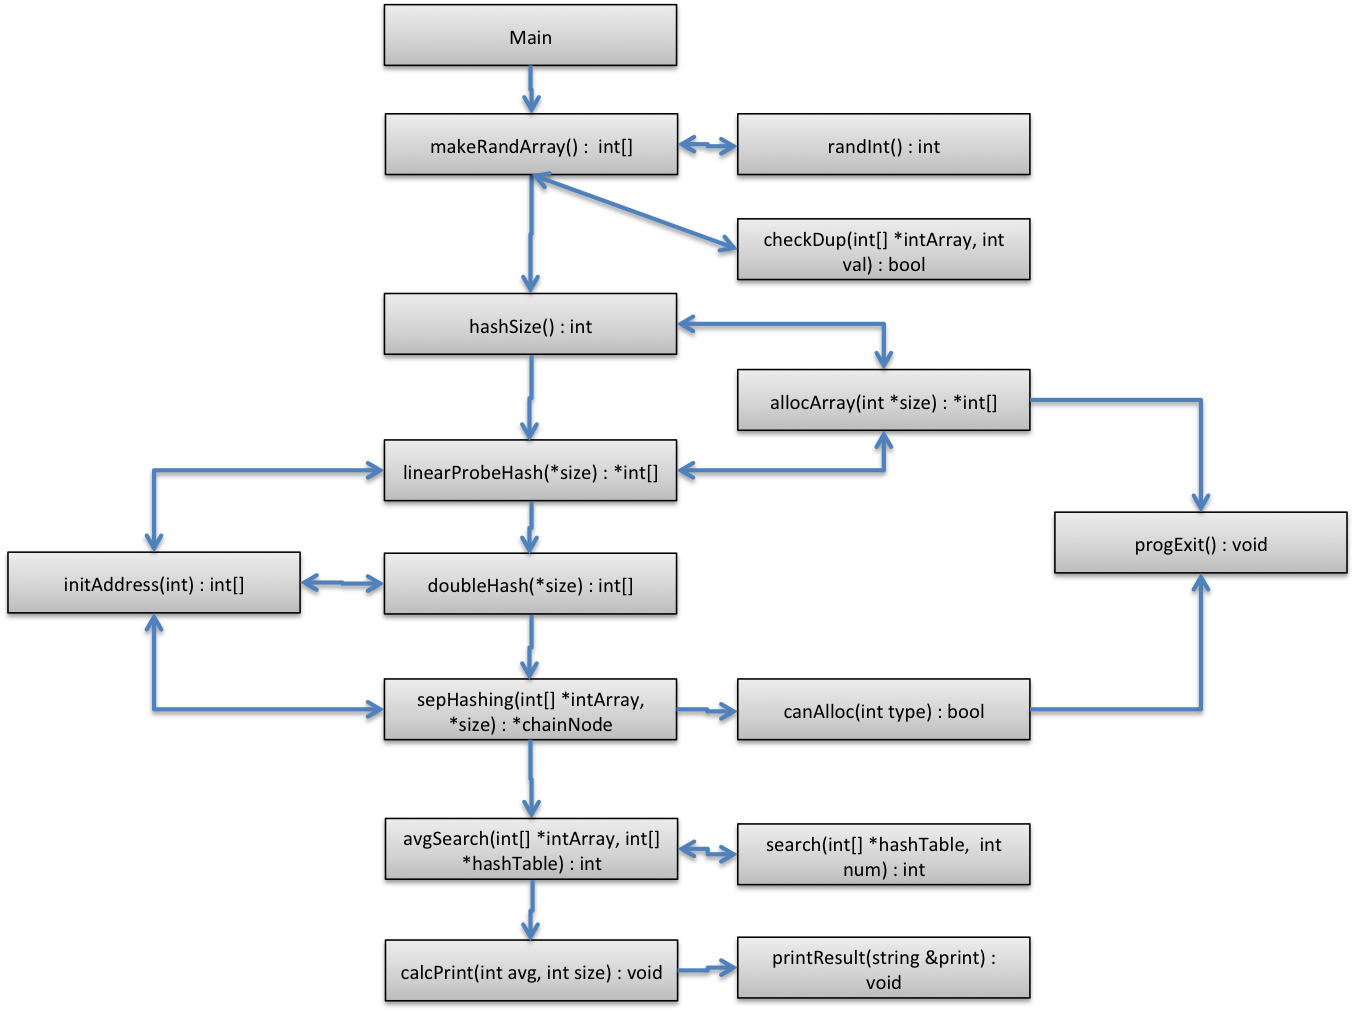 Main
makeRandArray() :  int[]
randInt() : int
checkDup(int[] *intArray, int
val) : bool
hashSize() : int
allocArray(int *size) : *int[]
linearProbeHash(*size) : *int[]
progExit() : void
initAddress(int) : int[]
doubleHash(*size) : int[]
sepHashing(int[] *intArray,
*size) : *chainNode
canAlloc(int type) : bool
avgSearch(int[] *intArray, int[]
*hashTable) : int
search(int[] *hashTable,  int
num) : int
calcPrint(int avg, int size) : void
printResult(string &print) :
void